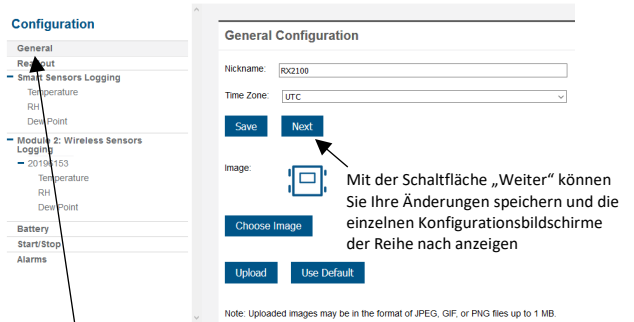 Configuration
General
Readout
Smart Sensors Logging
Temperature
RH
Dew Point
Module 2: Wireless Sensors
Logging
20196153
Temperature
RH
Dew Point
Battery
Start/Stop
Alarms
General Configuration
Nickname: RX2100
Time Zone: UTC
Save Next
Image:
Mit der Schaltfläche „Weiter“ können
Sie Ihre Änderungen speichern und die
einzelnen Konfigurationsbildschirme
der Reihe nach anzeigen
Choose Image
Upload Use Default
Note: Uploaded images may be in the format of JPEG, GIF, or PNG files up to 1 MB.